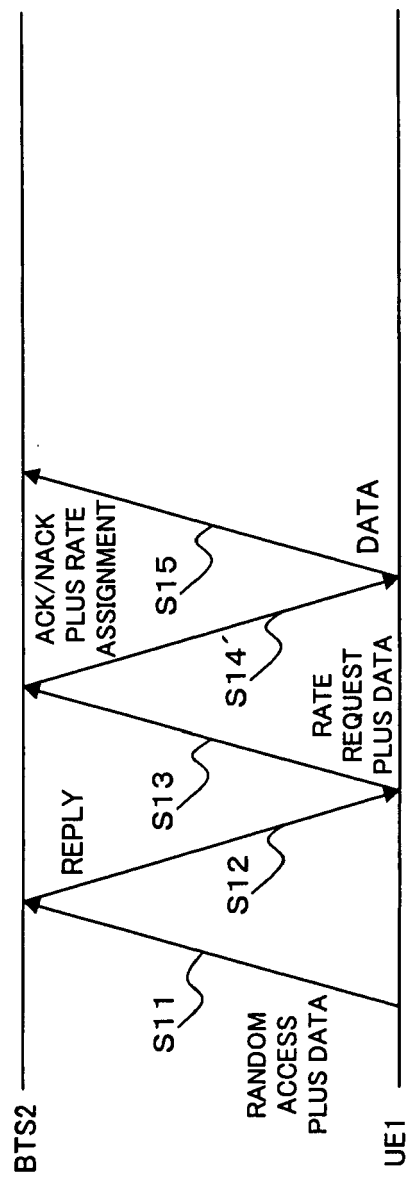 BTS2
UE1
RANDOM
ACCESS
PLUS DATA
S11
S12
REPLY
S13
RATE
REQUEST
PLUS DATA
S14´
ACK/NACK
PLUS RATE
ASSIGNMENT
S15
DATA